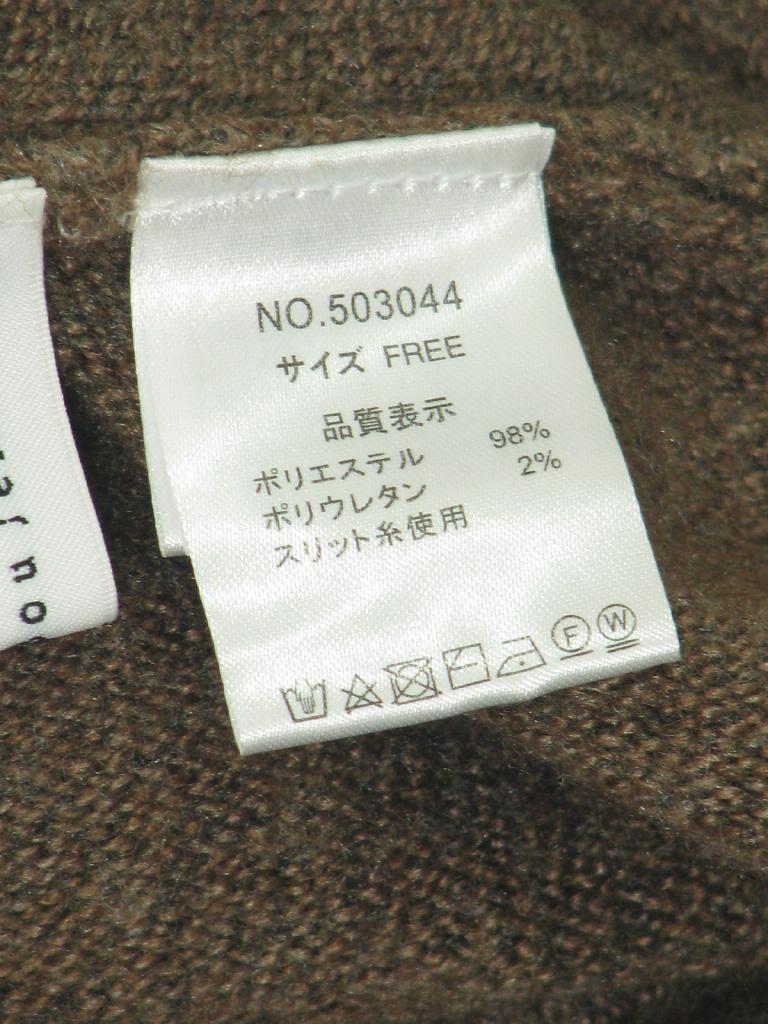 NO.503044
サイズ FREE
品質表示
ポリエステル 98%
ポリウレタン 2%
スリット糸使用
F W